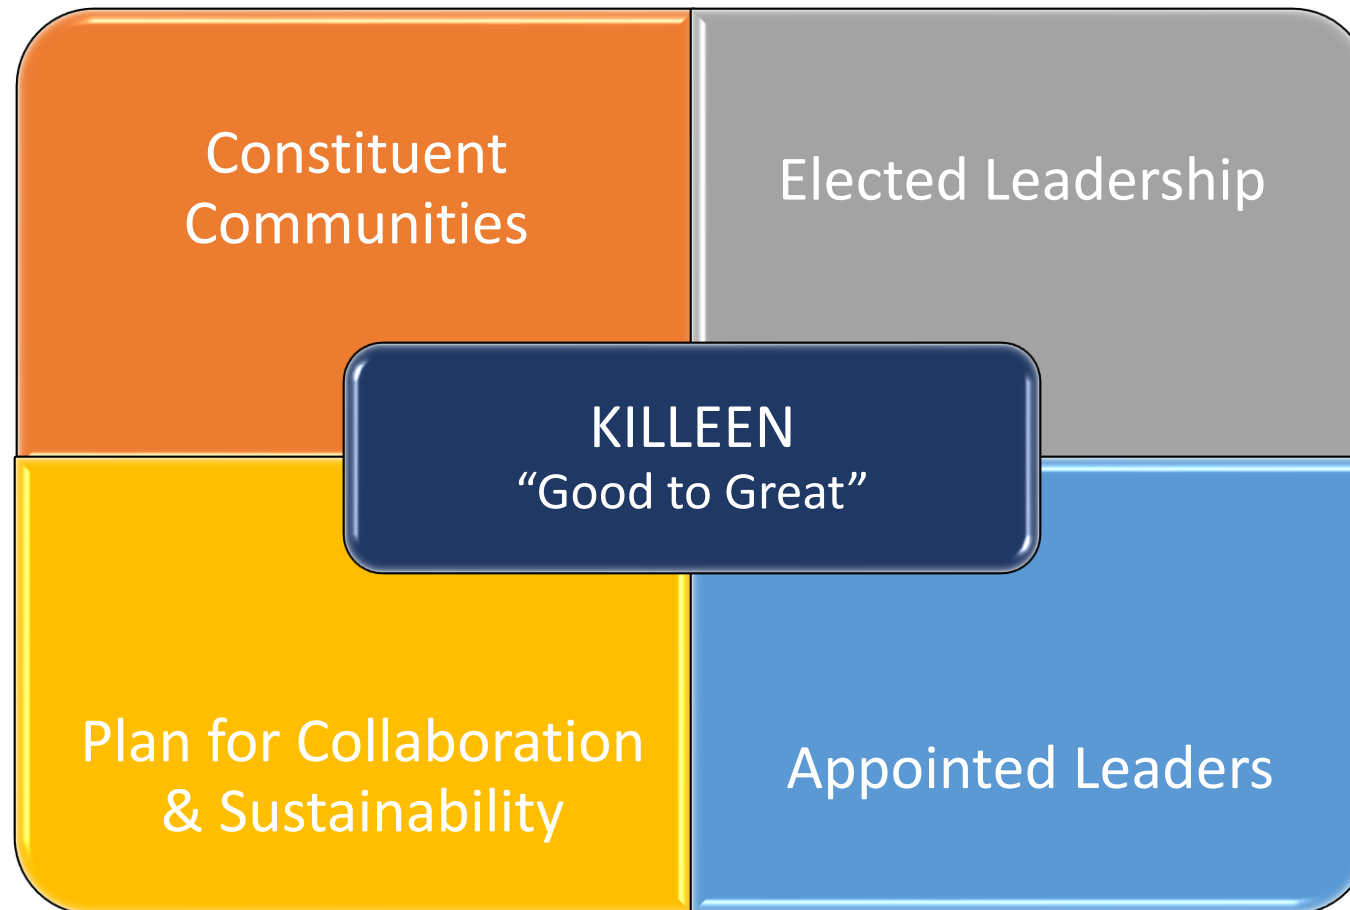 Constituent
Communities
Elected Leadership
KILLEEN
“Good to Great”
Plan for Collaboration
& Sustainability
Appointed Leaders